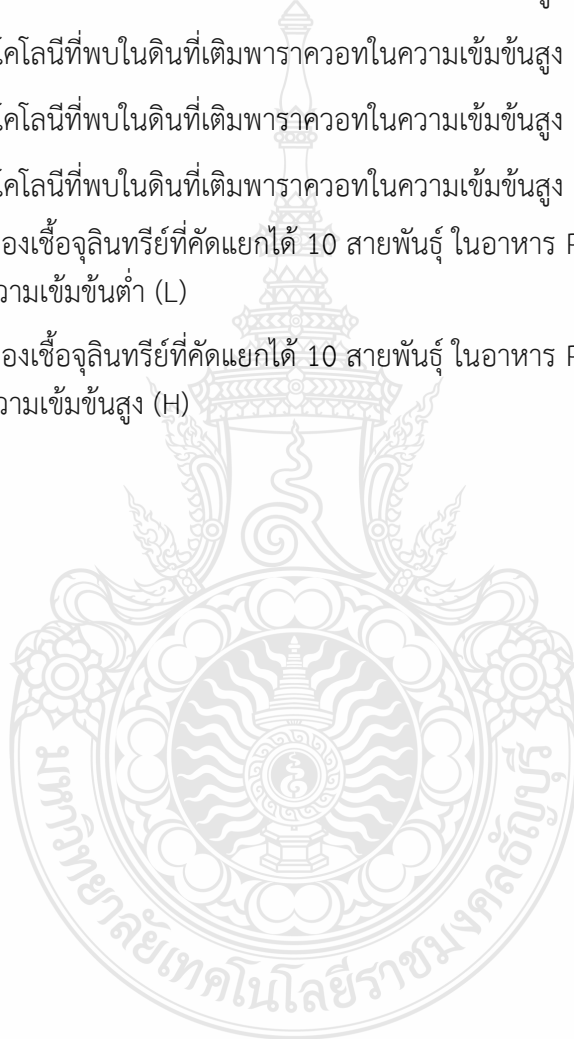 โคโลนีที่พบในดินที่เติมพาราควอทในความเข้มข้นสูง
โคโลนีที่พบในดินที่เติมพาราควอทในความเข้มข้นสูง
โคโลนีที่พบในดินที่เติมพาราควอทในความเข้มข้นสูง
องเชื้อจุลินทรีย์ที่คัดแยกได้ 10 สายพันธุ์ ในอาหาร
วามเข้มข้นต่ำ (L)
องเชื้อจุลินทรีย์ที่คัดแยกได้ 10 สายพันธุ์ ในอาหาร
วามเข้มข้นสูง (H)
มหาวิทยาลัยเทคโนโลยีราชมงคลธัญบุรี